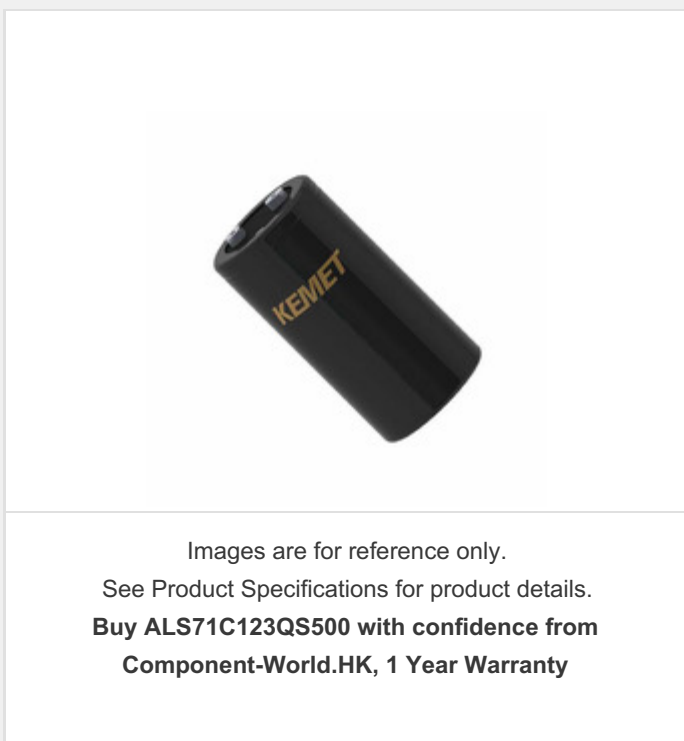 KEMET
Images are for reference only.
See Product Specifications for product details.
Buy ALS71C123QS500 with confidence from
Component-World.HK, 1 Year Warranty